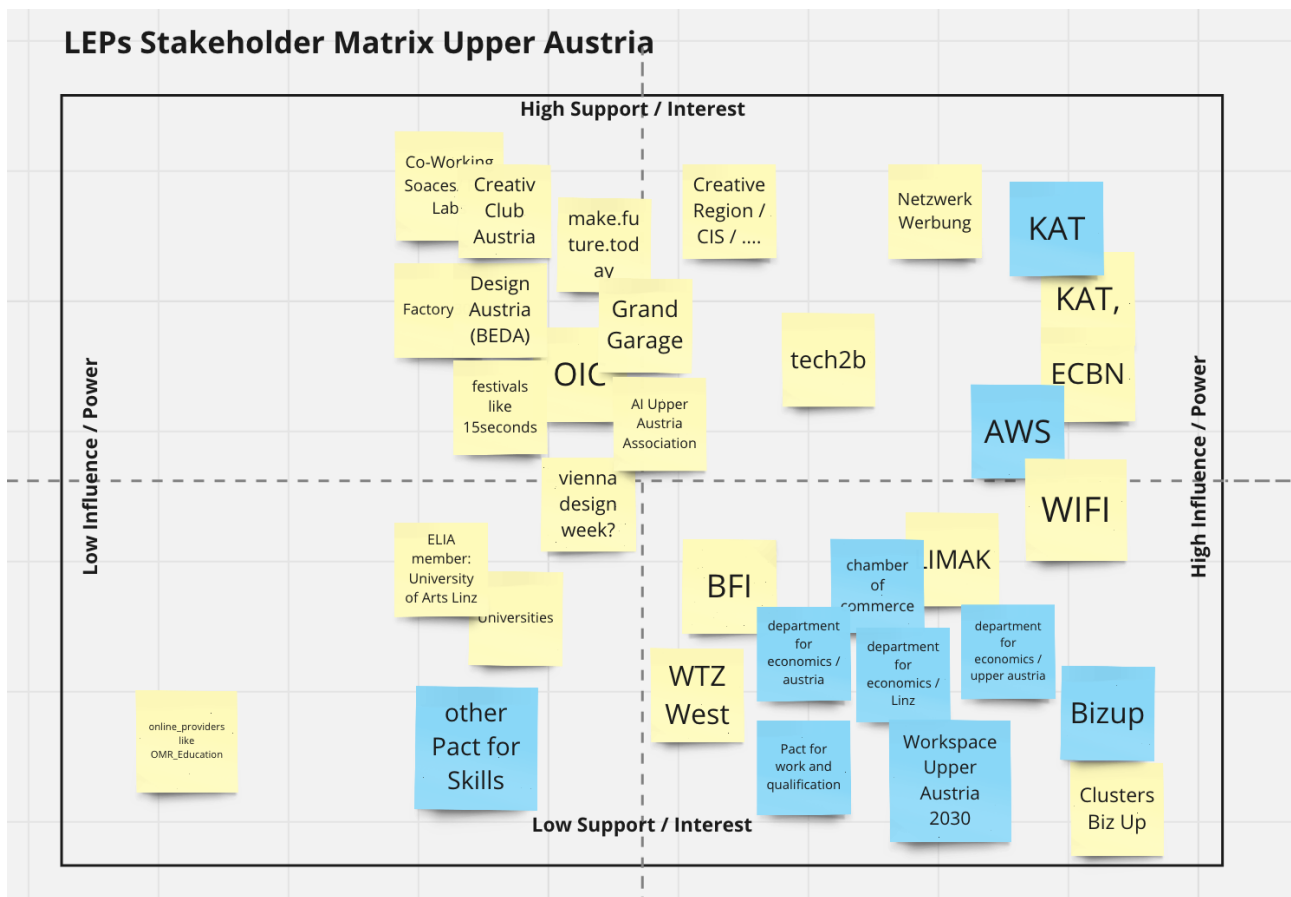 LEPs Stakeholder Matrix Upper Austria
High Support / Interest
Co-Working
Soaces.
Lab
Creativ
Club
Austria
make.fu
ture.tod
ay
Creative
Region /
CIS / ....
Netzwerk
Werbung
KAT
KAT,
Factory
Design
Austria
(BEDA)
Grand
Garage
tech2b
ECBN
OIC
festivals
like
15seconds
AI Upper
Austria
Association
AWS
Low Influence / Power
High Influence / Power
vienna
design
week?
WIFI
ELIA
member:
University
of Arts Linz
Universities
BFI
chamber
of
commerce
LIMAK
department
for
economics /
austria
department
for
economics /
Linz
department
for
economics /
upper austria
WTZ
West
Bizup
other
Pact for
Skills
online_providers
like
OMR_Education
Pact for
work and
qualification
Workspace
Upper
Austria
2030
Clusters
Biz Up
Low Support / Interest